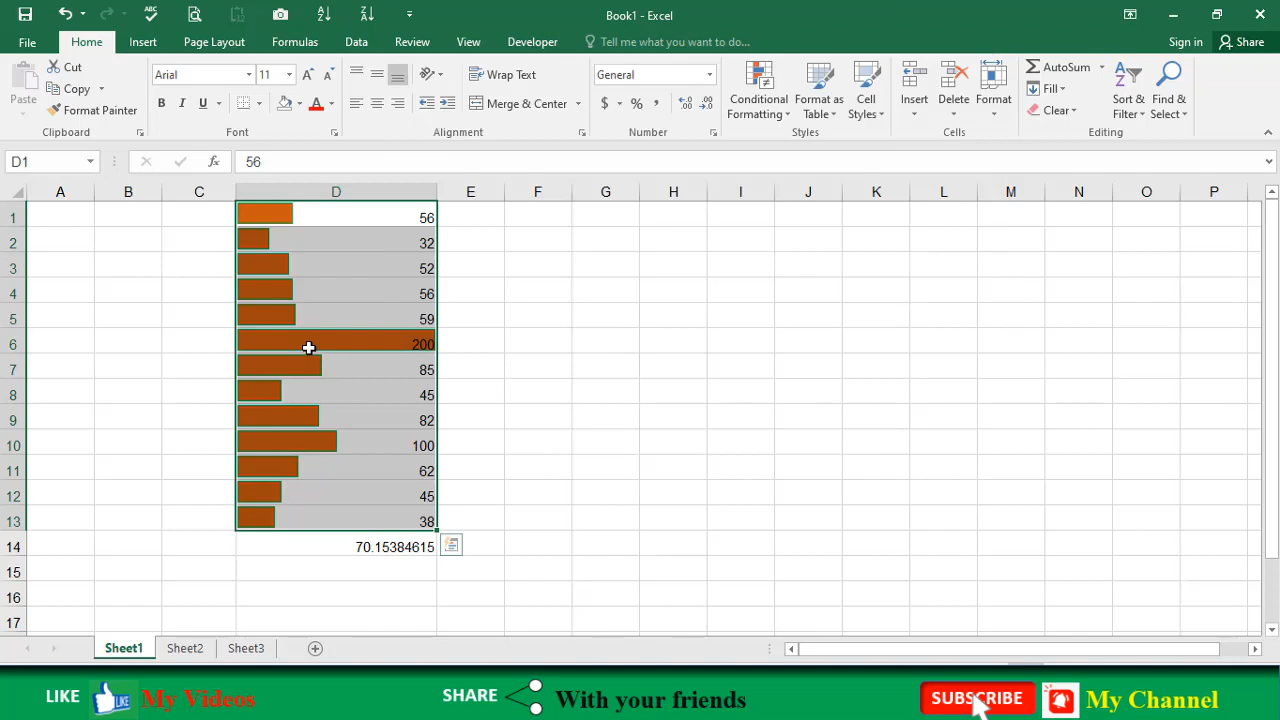 Book1 - Excel
File Home Insert Page Layout Formulas Data Review View Developer Tell me what you want to do... Sign in Share
Paste Cut Copy Format Painter Clipboard
Arial 11 B I U A Font
Wrap Text Merge & Center Alignment
General $ % , Number
Conditional Formatting Format as Table Cell Styles Styles
Insert Delete Format Cells
AutoSum Fill Clear Sort & Filter Find & Select Editing
D1 fx 56
A B C D E F G H I J K L M N O P
1 56
2 32
3 52
4 56
5 59
6 200
7 85
8 45
9 82
10 100
11 62
12 45
13 38
14 70.15384615
15
16
17
Sheet1 Sheet2 Sheet3
LIKE My Videos SHARE With your friends SUBSCRIBE My Channel